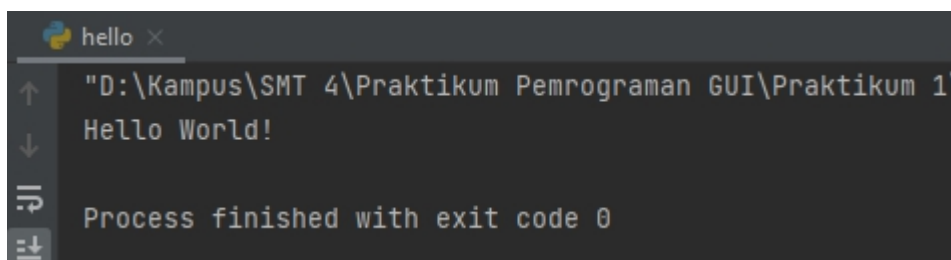 hello
"D:\Kampus\SMT 4\Praktikum Pemrograman GUI\Praktikum 1
Hello World!
Process finished with exit code 0